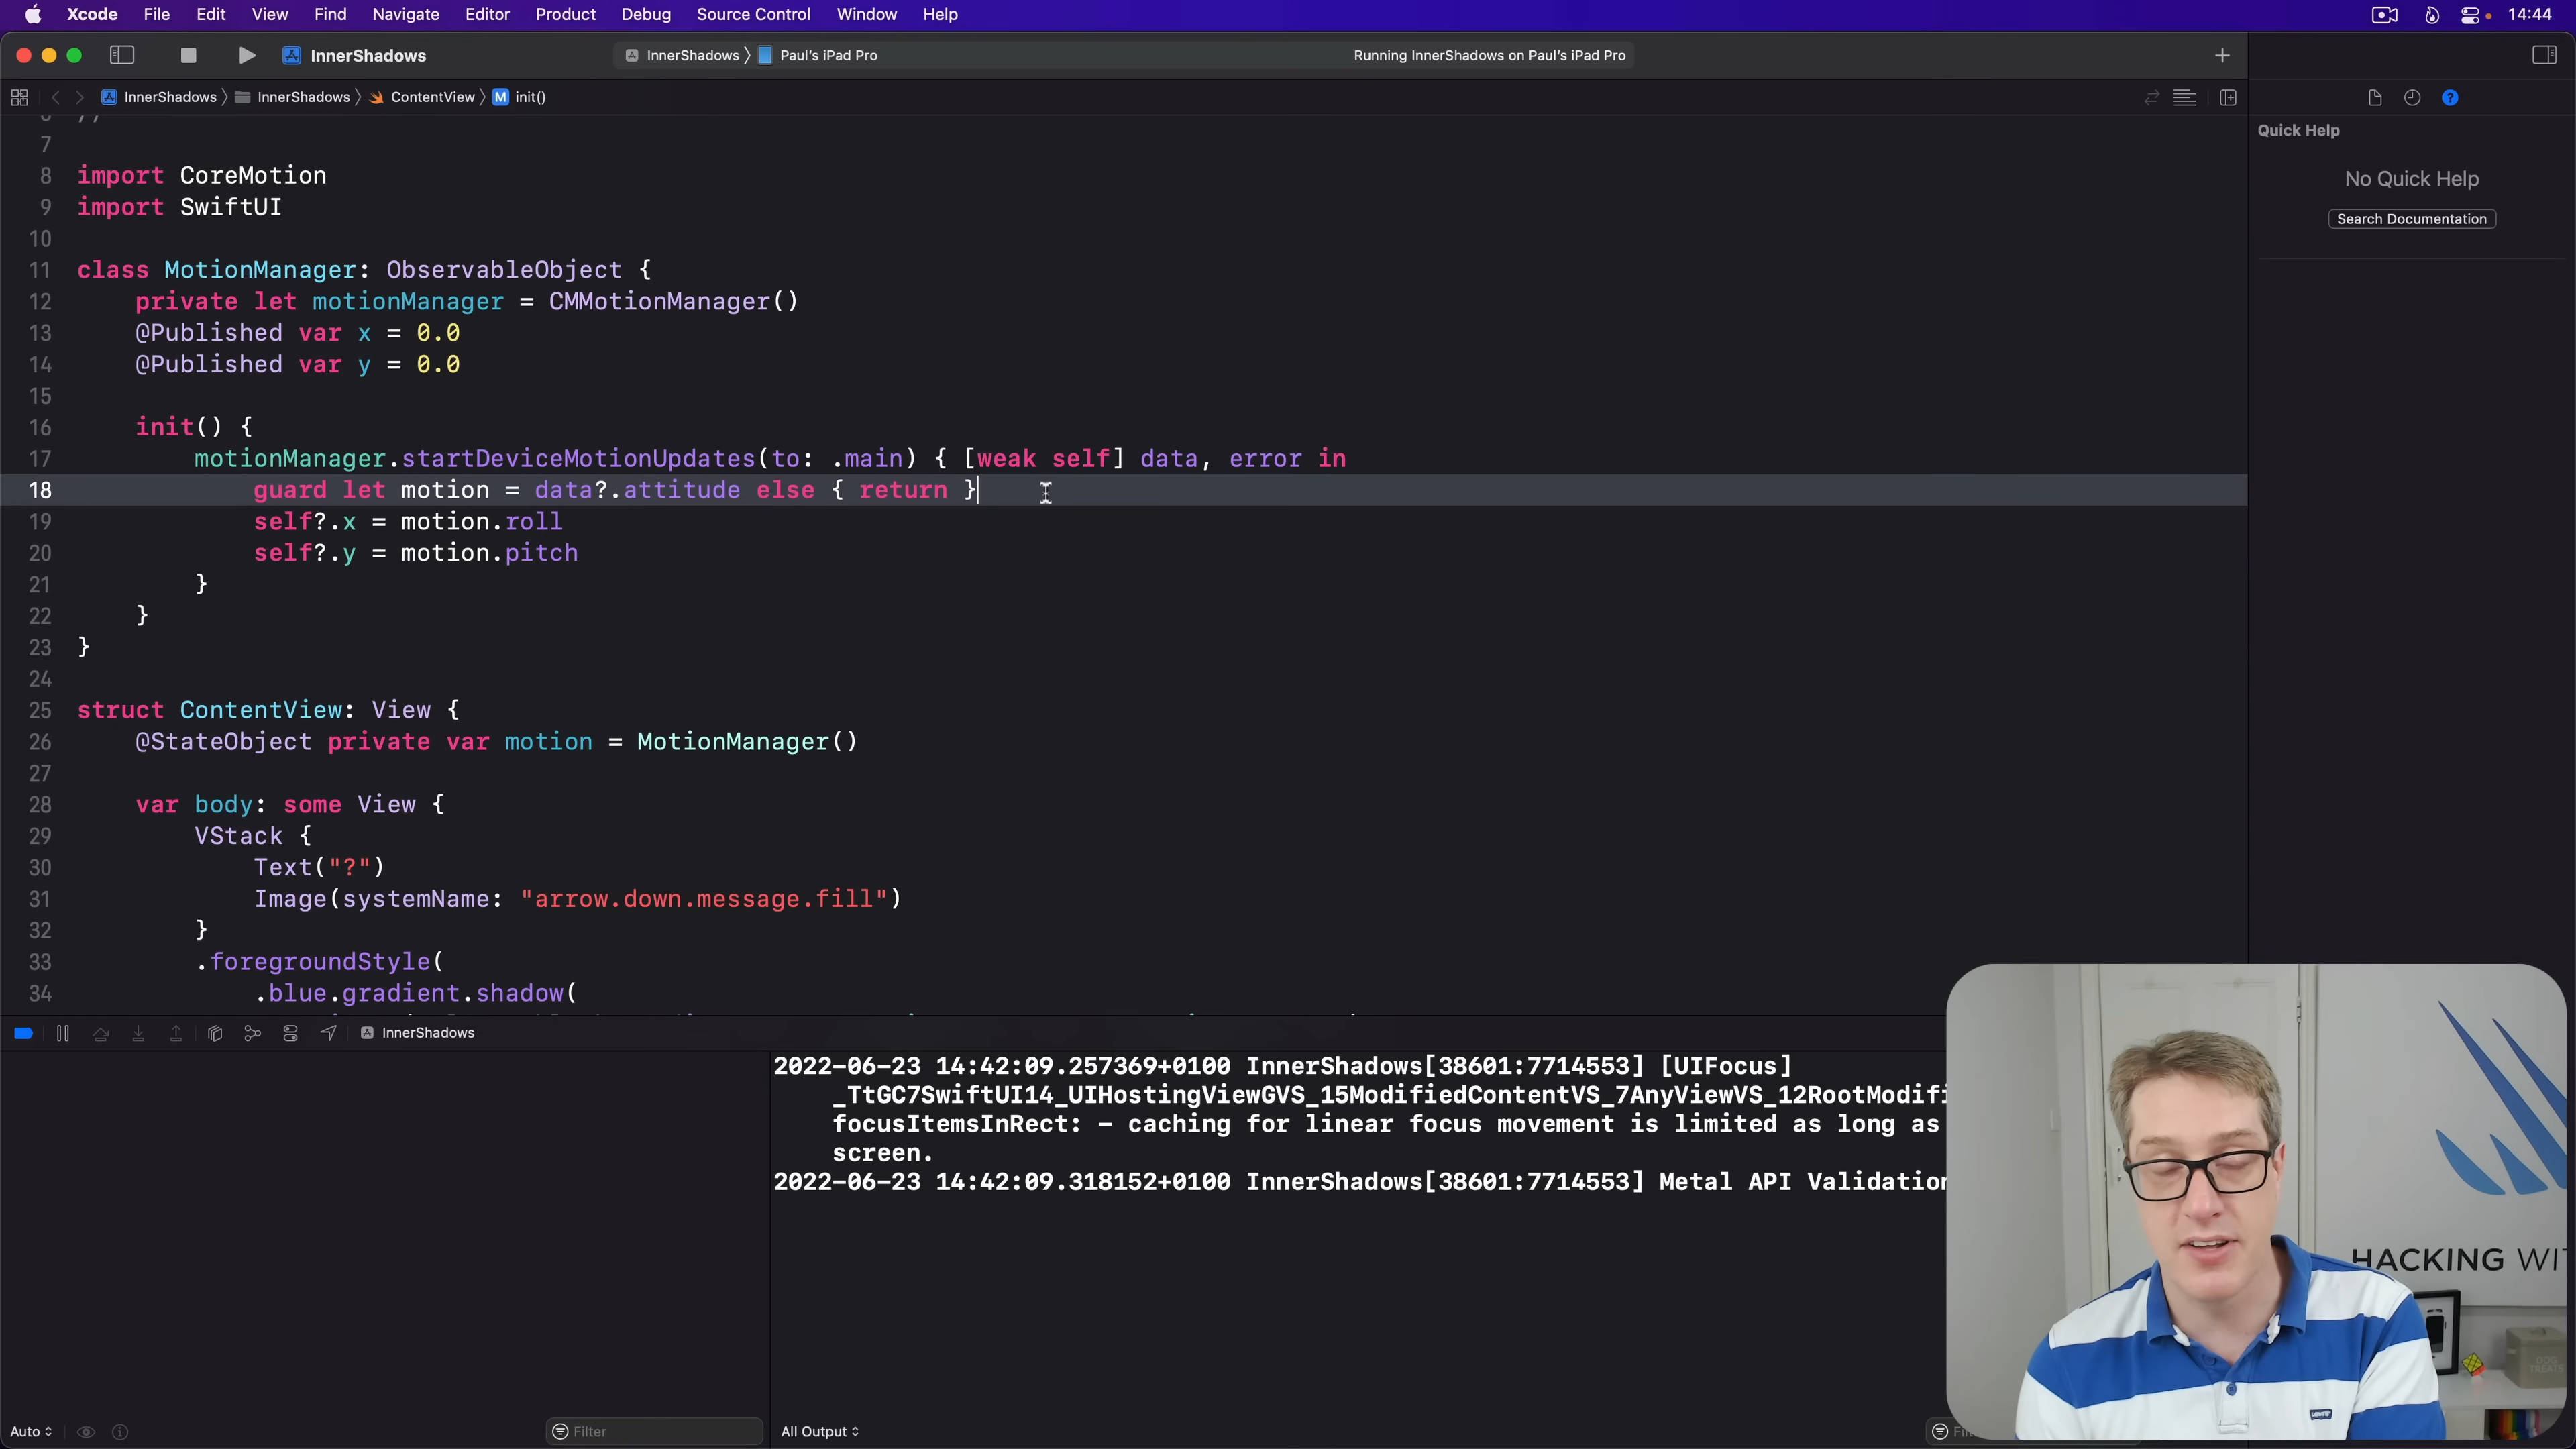 Xcode File Edit View Find Navigate Editor Product Debug Source Control Window Help 14:44
InnerShadows InnerShadows 〉 Paul's iPad Pro Running InnerShadows on Paul's iPad Pro
InnerShadows 〉 InnerShadows 〉 ContentView 〉 M init()
Quick Help
No Quick Help
Search Documentation
6 //
7
8 import CoreMotion
9 import SwiftUI
10
11 class MotionManager: ObservableObject {
12 private let motionManager = CMMotionManager()
13 @Published var x = 0.0
14 @Published var y = 0.0
15
16 init() {
17 motionManager.startDeviceMotionUpdates(to: .main) { [weak self] data, error in
18 guard let motion = data?.attitude else { return }
19 self?.x = motion.roll
20 self?.y = motion.pitch
21 }
22 }
23 }
24
25 struct ContentView: View {
26 @StateObject private var motion = MotionManager()
27
28 var body: some View {
29 VStack {
30 Text("?")
31 Image(systemName: "arrow.down.message.fill")
32 }
33 .foregroundStyle(
34 .blue.gradient.shadow(
InnerShadows
2022-06-23 14:42:09.257369+0100 InnerShadows[38601:7714553] [UIFocus]
_TtGC7SwiftUI14_UIHostingViewGVS_15ModifiedContentVS_7AnyViewVS_12RootModifi
focusItemsInRect: - caching for linear focus movement is limited as long as
screen.
2022-06-23 14:42:09.318152+0100 InnerShadows[38601:7714553] Metal API Validation
HACKING WIT
DOG
TREATS
Levi's
Auto Filter All Output Fil